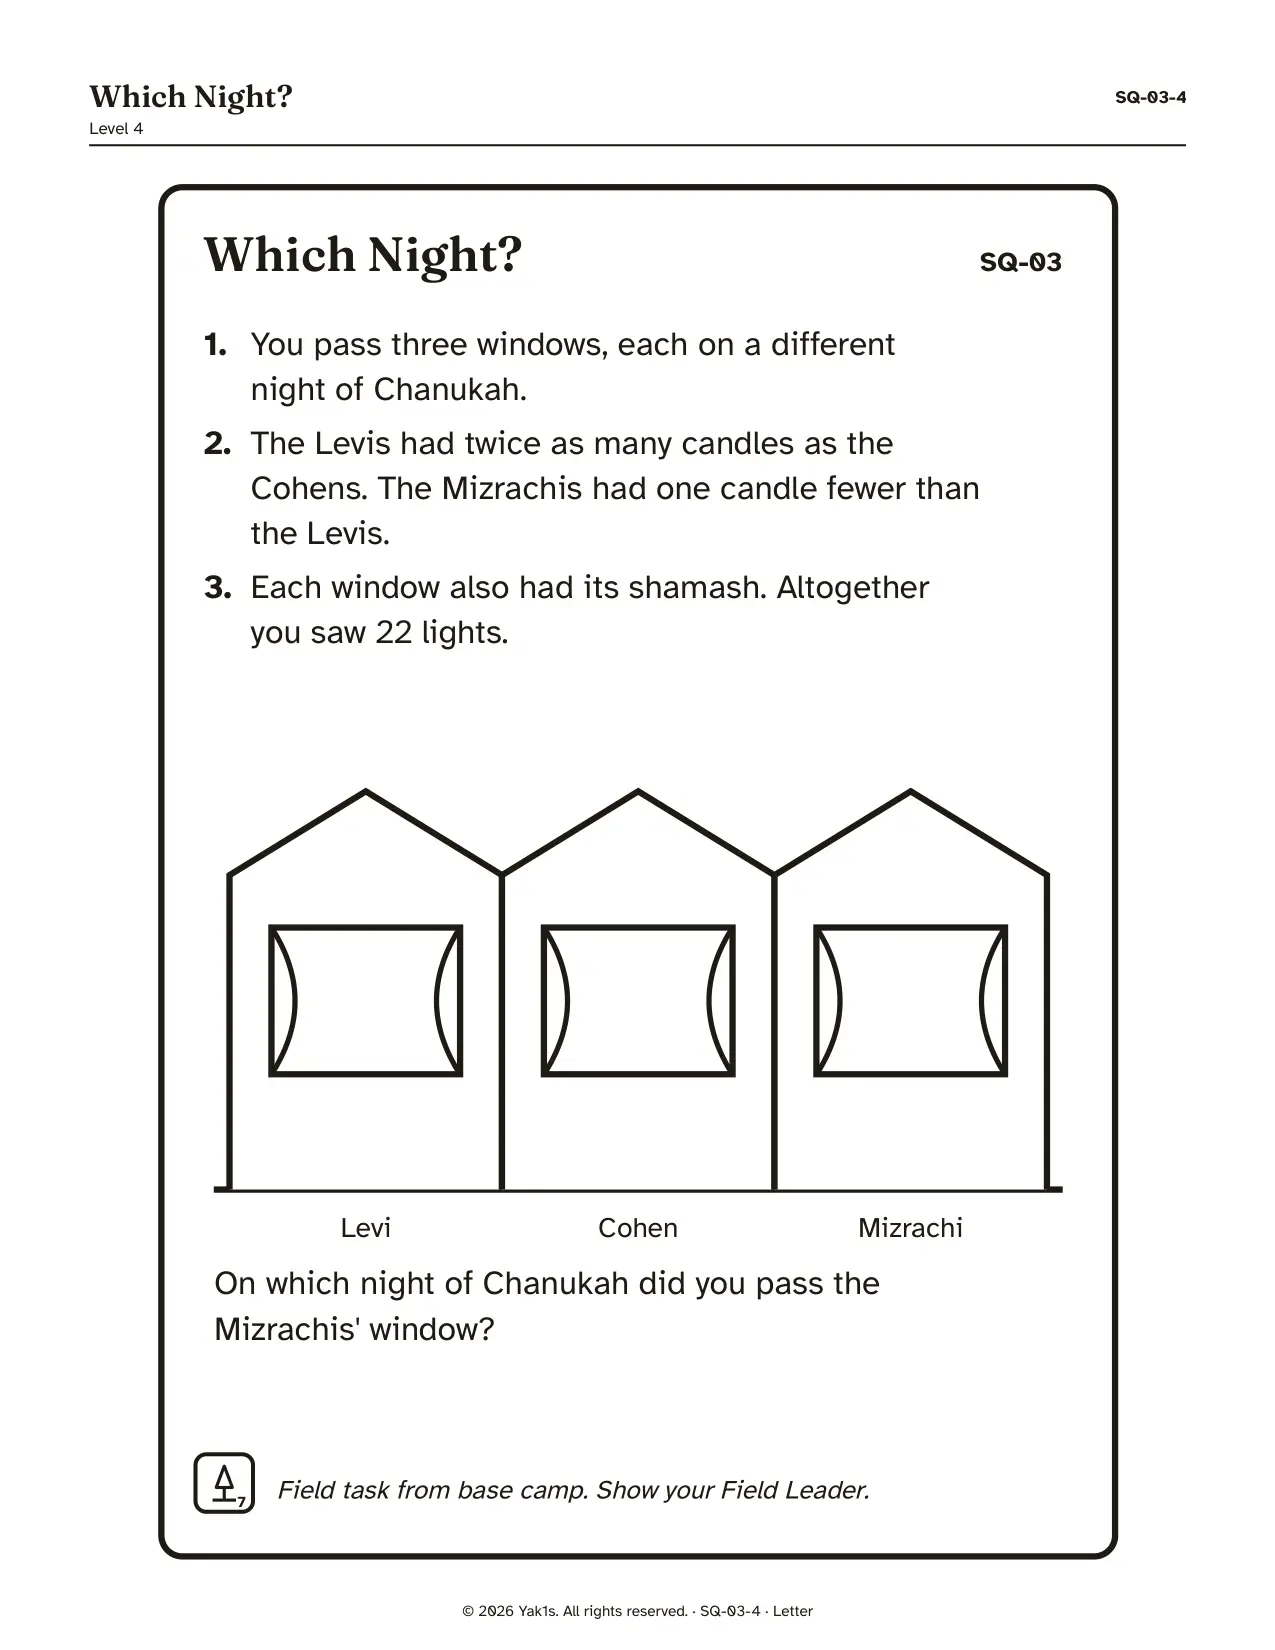 Which Night?
SQ-03-4
Level 4
Which Night?
SQ-03
1. You pass three windows, each on a different
night of Chanukah.
2. The Levis had twice as many candles as the
Cohens. The Mizrachis had one candle fewer than
the Levis.
3. Each window also had its shamash. Altogether
you saw 22 lights.
Levi
Cohen
Mizrachi
On which night of Chanukah did you pass the
Mizrachis' window?
7
Field task from base camp. Show your Field Leader.
© 2026 Yak1s. All rights reserved. · SQ-03-4 · Letter